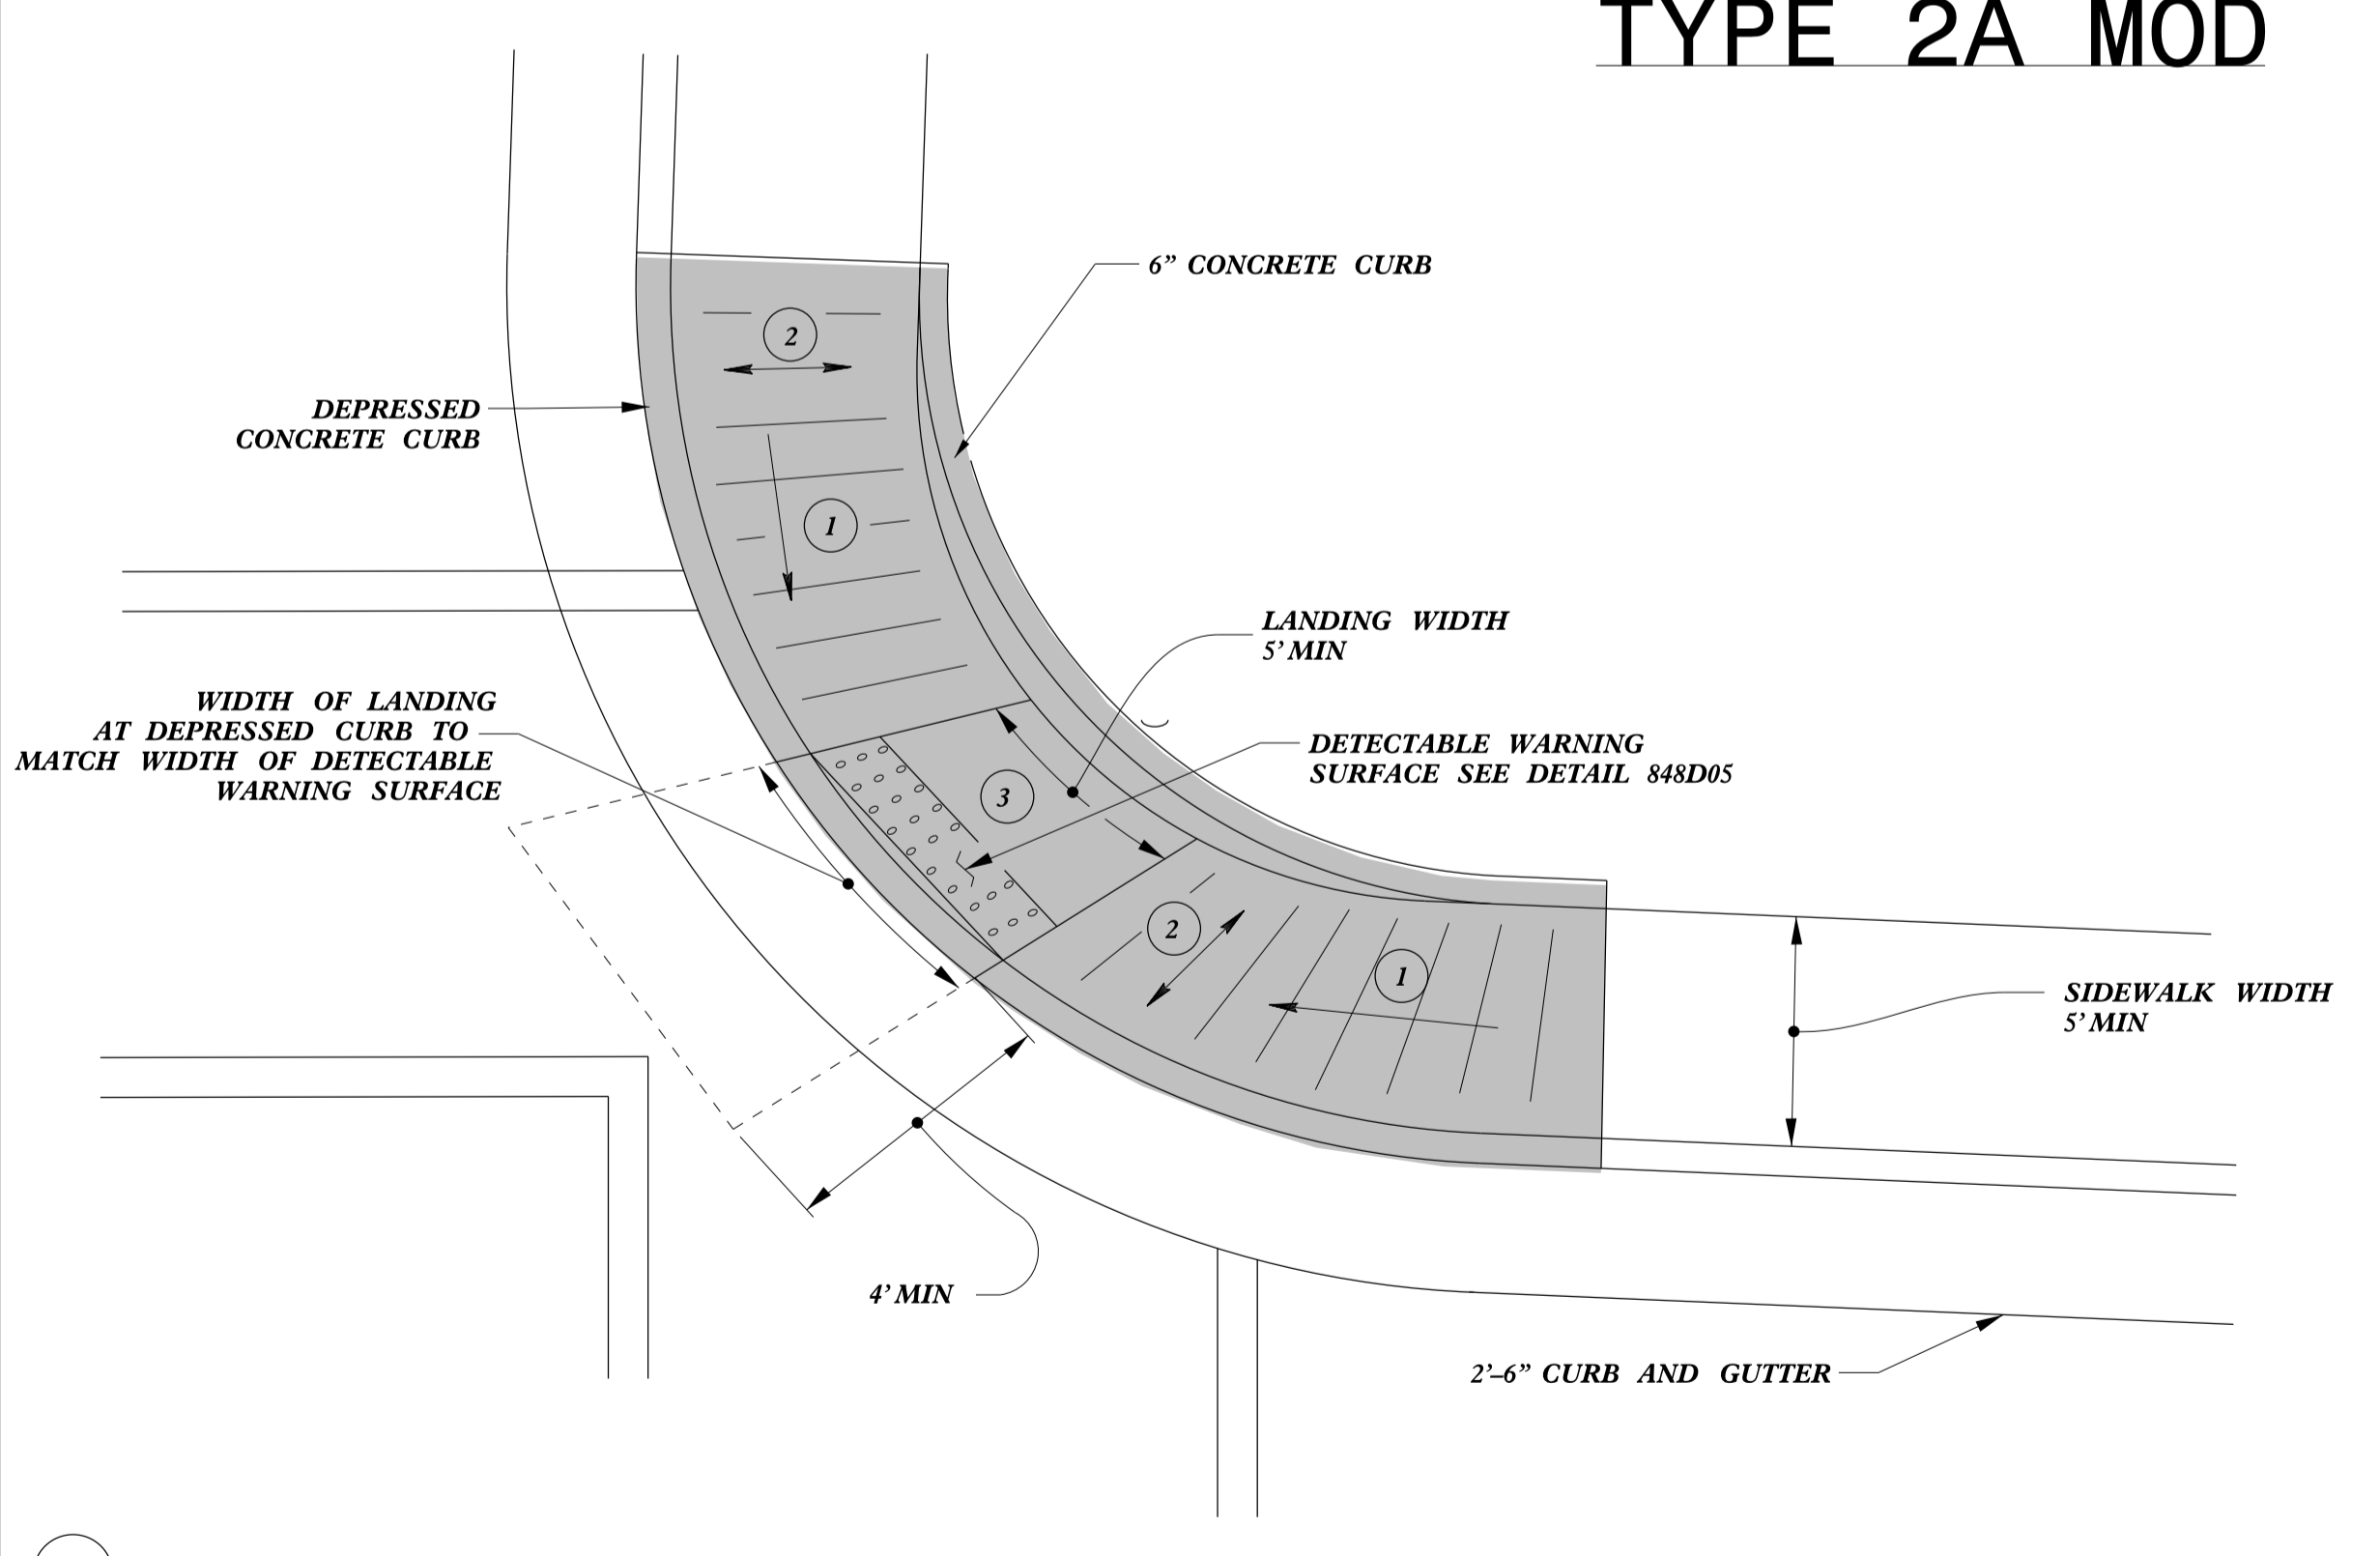 TYPE 2A MOD
6” CONCRETE CURB
2
DEPRESSED
CONCRETE CURB
1
LANDING WIDTH
5’ MIN
WIDTH OF LANDING
AT DEPRESSED CURB TO
MATCH WIDTH OF DETECTABLE
WARNING SURFACE
DETECTABLE WARNING
SURFACE SEE DETAIL 848D05
3
2
1
SIDEWALK WIDTH
5’ MIN
4’ MIN
2’–6” CURB AND GUTTER